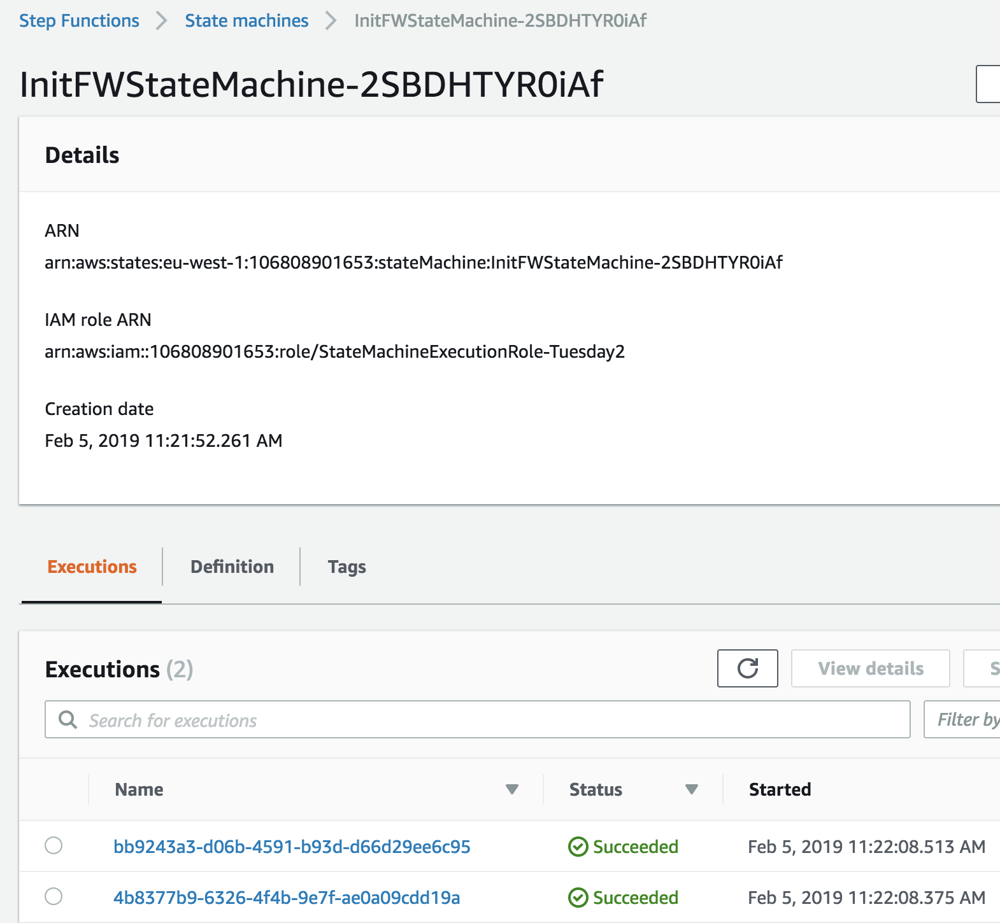 Step Functions State machines InitFWStateMachine-2SBDHTYR0iAf
InitFWStateMachine-2SBDHTYR0iAf
Details
ARN
arn:aws:states:eu-west-1:106808901653:stateMachine:InitFWStateMachine-2SBDHTYR0iAf
IAM role ARN
arn:aws:iam::106808901653:role/StateMachineExecutionRole-Tuesday2
Creation date
Feb 5, 2019 11:21:52.261 AM
Executions Definition Tags
Executions (2) View details S
Search for executions Filter by
Name Status Started
bb9243a3-d06b-4591-b93d-d66d29ee6c95 Succeeded Feb 5, 2019 11:22:08.513 AM
4b8377b9-6326-4f4b-9e7f-ae0a09cdd19a Succeeded Feb 5, 2019 11:22:08.375 AM